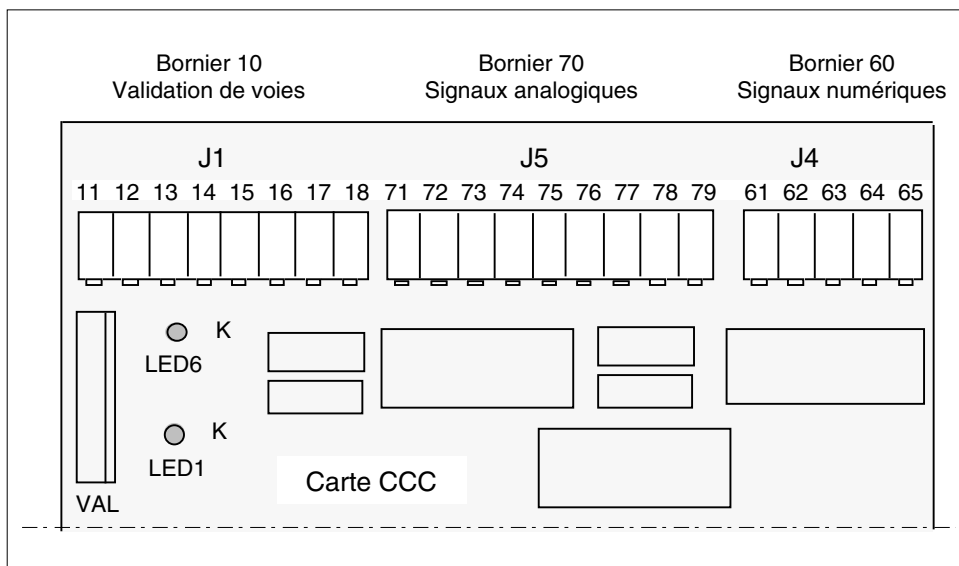 Bornier 10
Validation de voies
Bornier 70
Signaux analogiques
Bornier 60
Signaux numériques
J1
J5
J4
11 12 13 14 15 16 17 18
71 72 73 74 75 76 77 78 79
61 62 63 64 65
K
LED6
K
LED1
VAL
Carte CCC